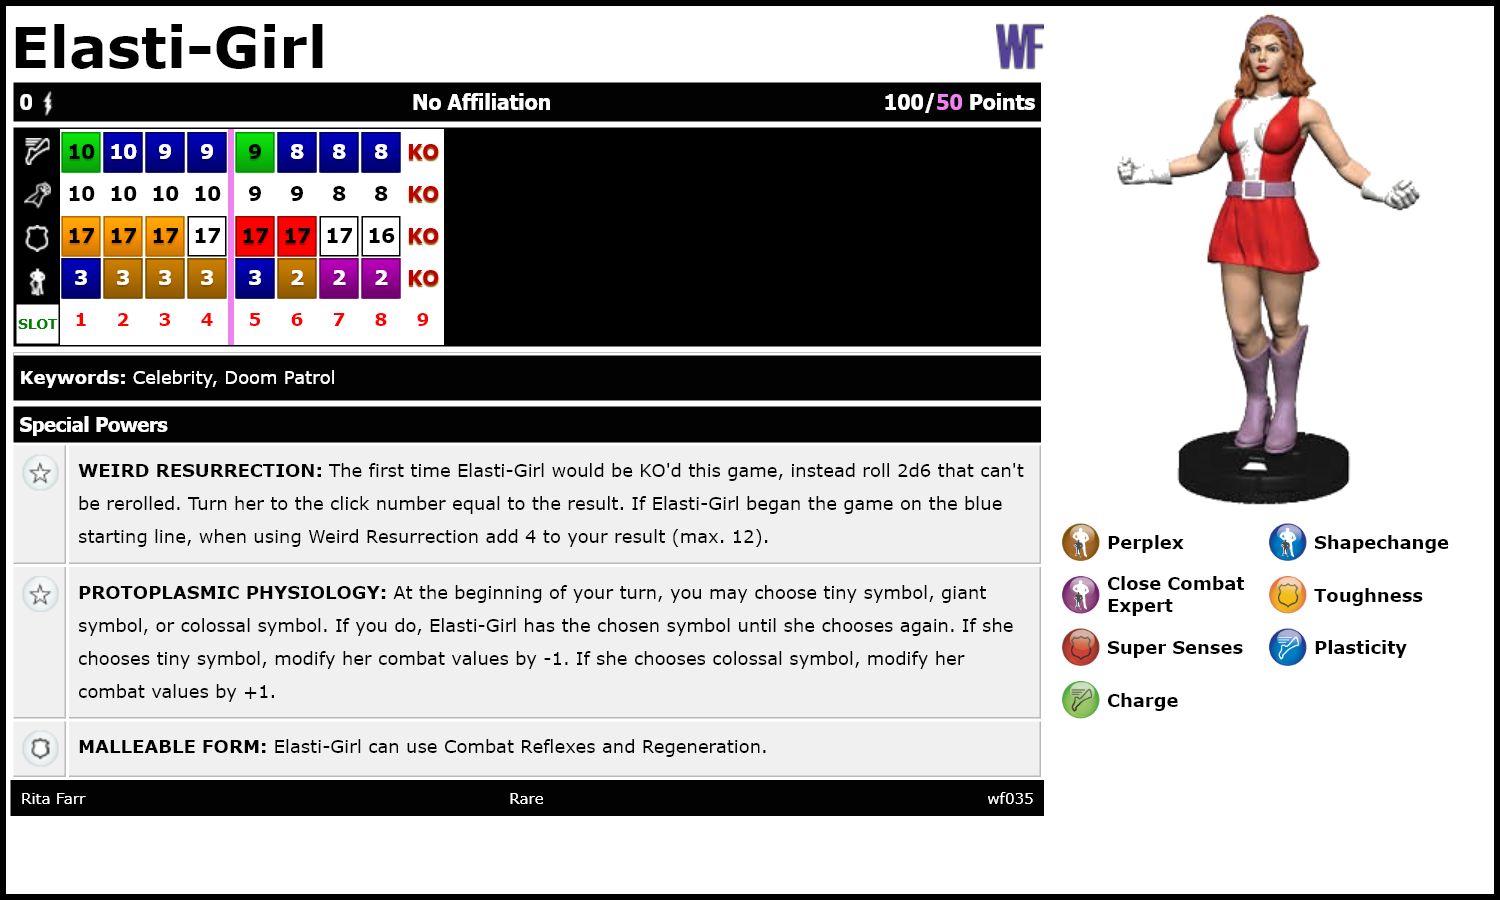 Elasti-Girl
WF
0 No Affiliation 100/50 Points
10 10 9 9 9 8 8 8 KO
10 10 10 10 9 9 8 8 KO
17 17 17 17 17 17 17 16 KO
3 3 3 3 3 2 2 2 KO
SLOT 1 2 3 4 5 6 7 8 9
Keywords: Celebrity, Doom Patrol
Special Powers
WEIRD RESURRECTION: The first time Elasti-Girl would be KO'd this game, instead roll 2d6 that can't
be rerolled. Turn her to the click number equal to the result. If Elasti-Girl began the game on the blue
starting line, when using Weird Resurrection add 4 to your result (max. 12).
PROTOPLASMIC PHYSIOLOGY: At the beginning of your turn, you may choose tiny symbol, giant
symbol, or colossal symbol. If you do, Elasti-Girl has the chosen symbol until she chooses again. If she
chooses tiny symbol, modify her combat values by -1. If she chooses colossal symbol, modify her
combat values by +1.
MALLEABLE FORM: Elasti-Girl can use Combat Reflexes and Regeneration.
Rita Farr Rare wf035
Perplex Shapechange
Close Combat
Expert
Toughness
Super Senses Plasticity
Charge